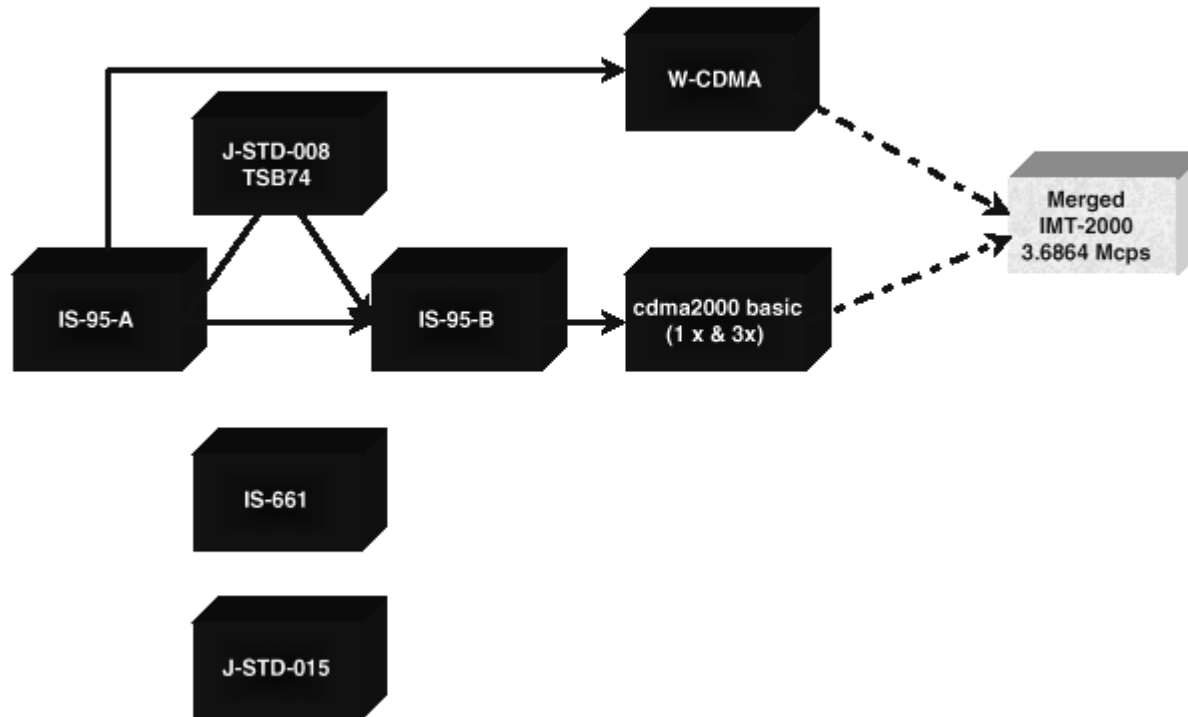 W-CDMA
J-STD-008
TSB74
Merged
IMT-2000
3.6864 Mcps
IS-95-A
IS-95-B
cdma2000 basic
(1 x & 3x)
IS-661
J-STD-015